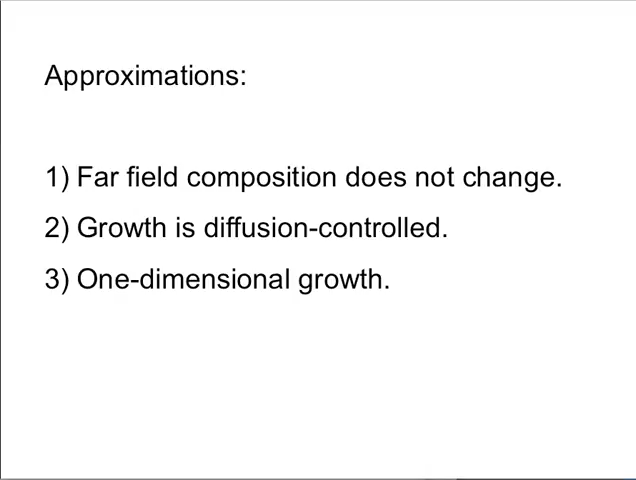 Approximations:
1) Far field composition does not change.
2) Growth is diffusion-controlled.
3) One-dimensional growth.